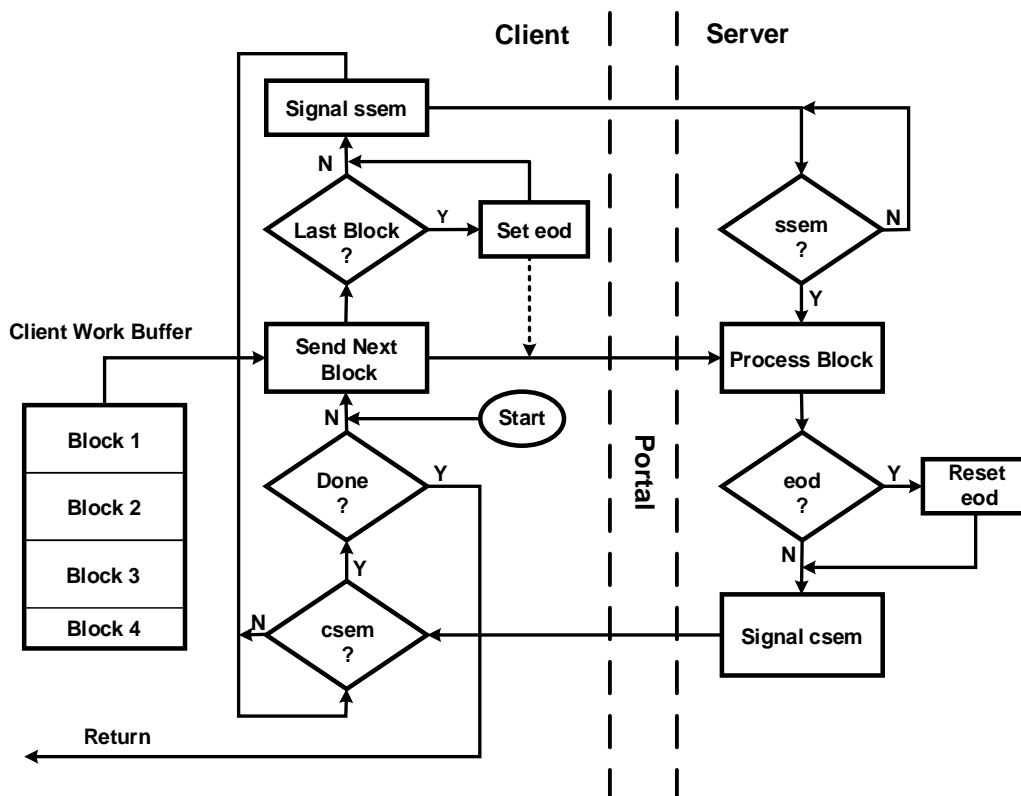 Client
Server
Signal ssem
N
Last Block
?
Y
Set eod
ssem
?
N
Y
Client Work Buffer
Send Next
Block
Process Block
N
Start
Block 1
Block 2
Block 3
Block 4
Done
?
Y
Portal
eod
?
Y
Reset
eod
N
Y
N
csem
?
Signal csem
Return